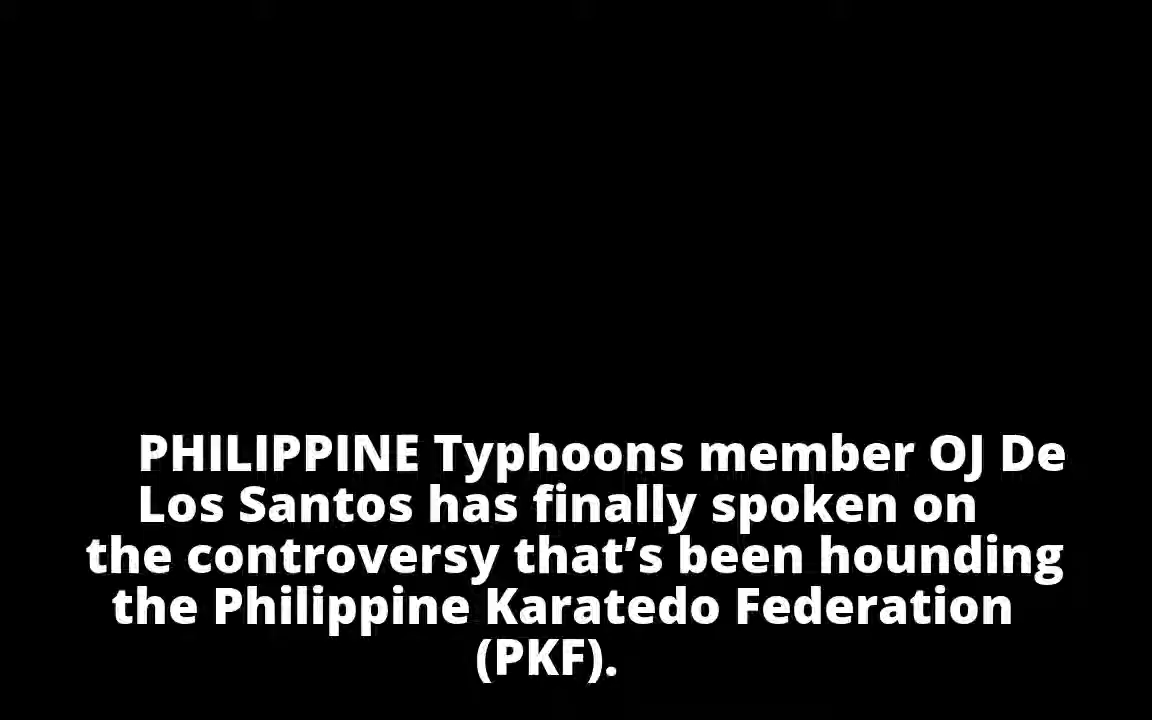 PHILIPPINE Typhoons member OJ De
Los Santos has finally spoken on
the controversy that’s been hounding
the Philippine Karatedo Federation
(PKF).